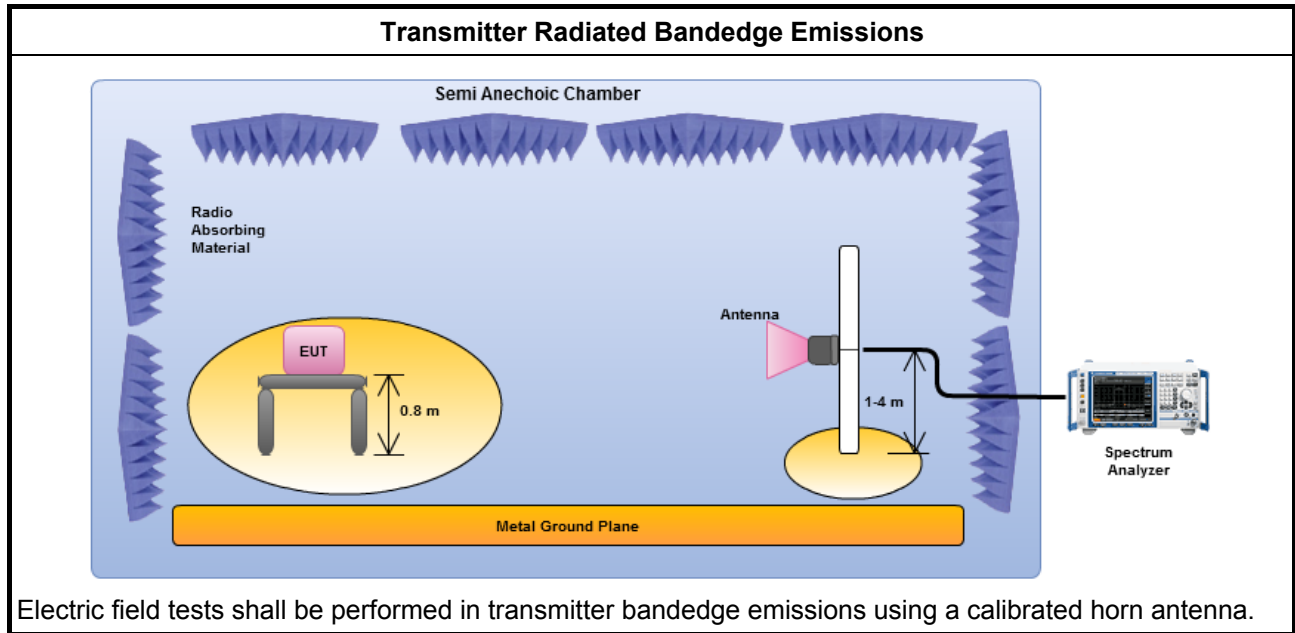 Transmitter Radiated Bandedge Emissions
Semi Anechoic Chamber
Radio
Absorbing
Material
Antenna
EUT
0.8 m
1-4 m
Spectrum
Analyzer
Metal Ground Plane
Electric field tests shall be performed in transmitter bandedge emissions using a calibrated horn antenna.